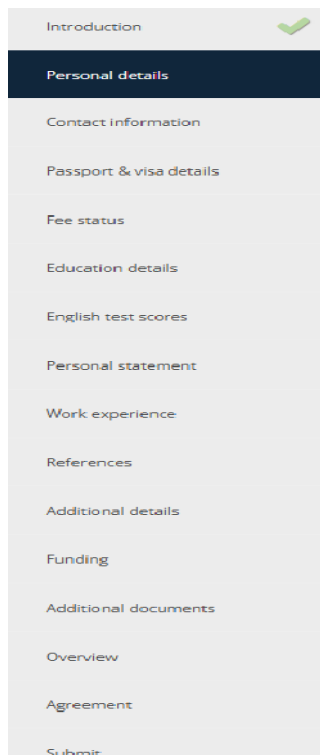 Introduction
Personal details
Contact information
Passport & visa details
Fee status
Education details
English test scores
Personal statement
Work experience
References
Additional details
Funding
Additional documents
Overview
Agreement
Submit